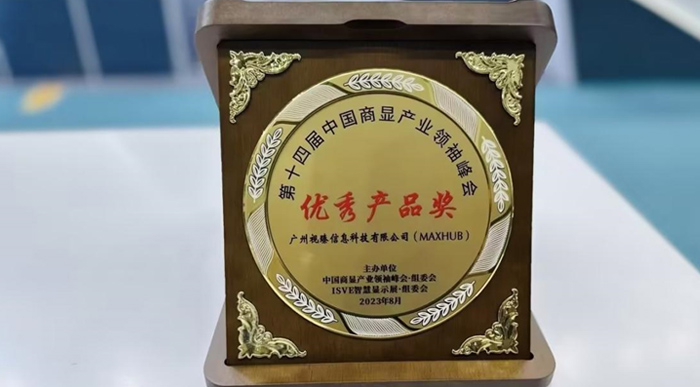 第十四届中国商显产业领袖峰会
优秀产品奖
广州视臻信息科技有限公司（MAXHUB）
主办单位
中国商显产业领袖峰会·组委会
ISVE智慧显示展·组委会
2023年8月